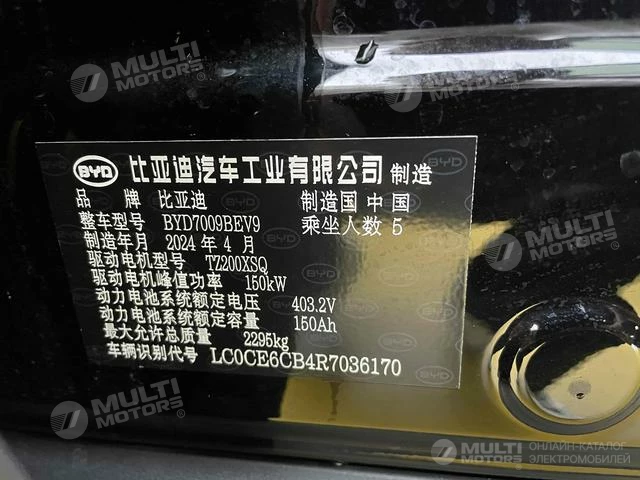 MULTI MOTORS
MULTI MOTORS
BYD 比亚迪汽车工业有限公司 制造
品 牌 比亚迪 制造国 中国
整车型号 BYD7009BEV9 乘坐人数 5
制造年月 2024 年 4 月
驱动电机型号 TZ200XSQ
驱动电机峰值功率 150kW
动力电池系统额定电压 403.2V
动力电池系统额定容量 150Ah
最大允许总质量 2295kg
车辆识别代号 LC0CE6CB4R7036170
MULTI MOTORS
MULTI MOTORS
ОНЛАЙН-КАТАЛОГ
ЭЛЕКТРОМОБИЛЕЙ